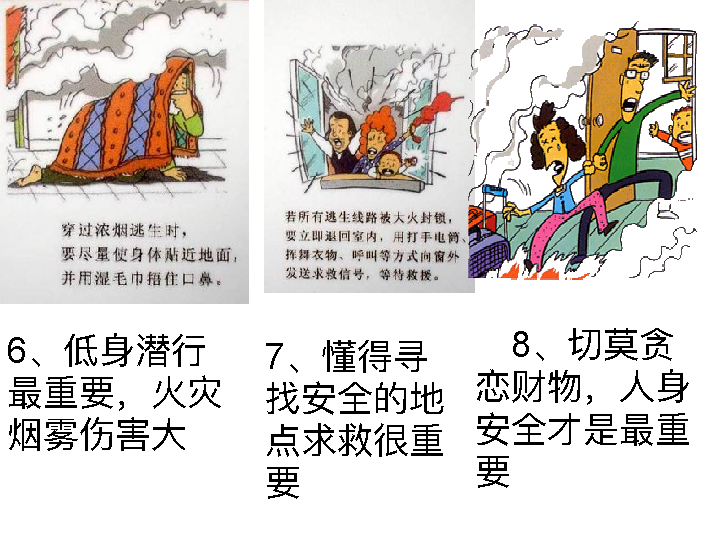 穿过浓烟逃生时，
要尽量使身体贴近地面，
并用湿毛巾捂住口鼻。
若所有逃生线路被大火封锁，
要立即退回室内，用打手电筒、
挥舞衣物、呼叫等方式向窗外
发送求救信号，等待救援。
6、低身潜行
最重要，火灾
烟雾伤害大
7、懂得寻
找安全的地
点求救很重
要
8、切莫贪
恋财物，人身
安全才是最重
要